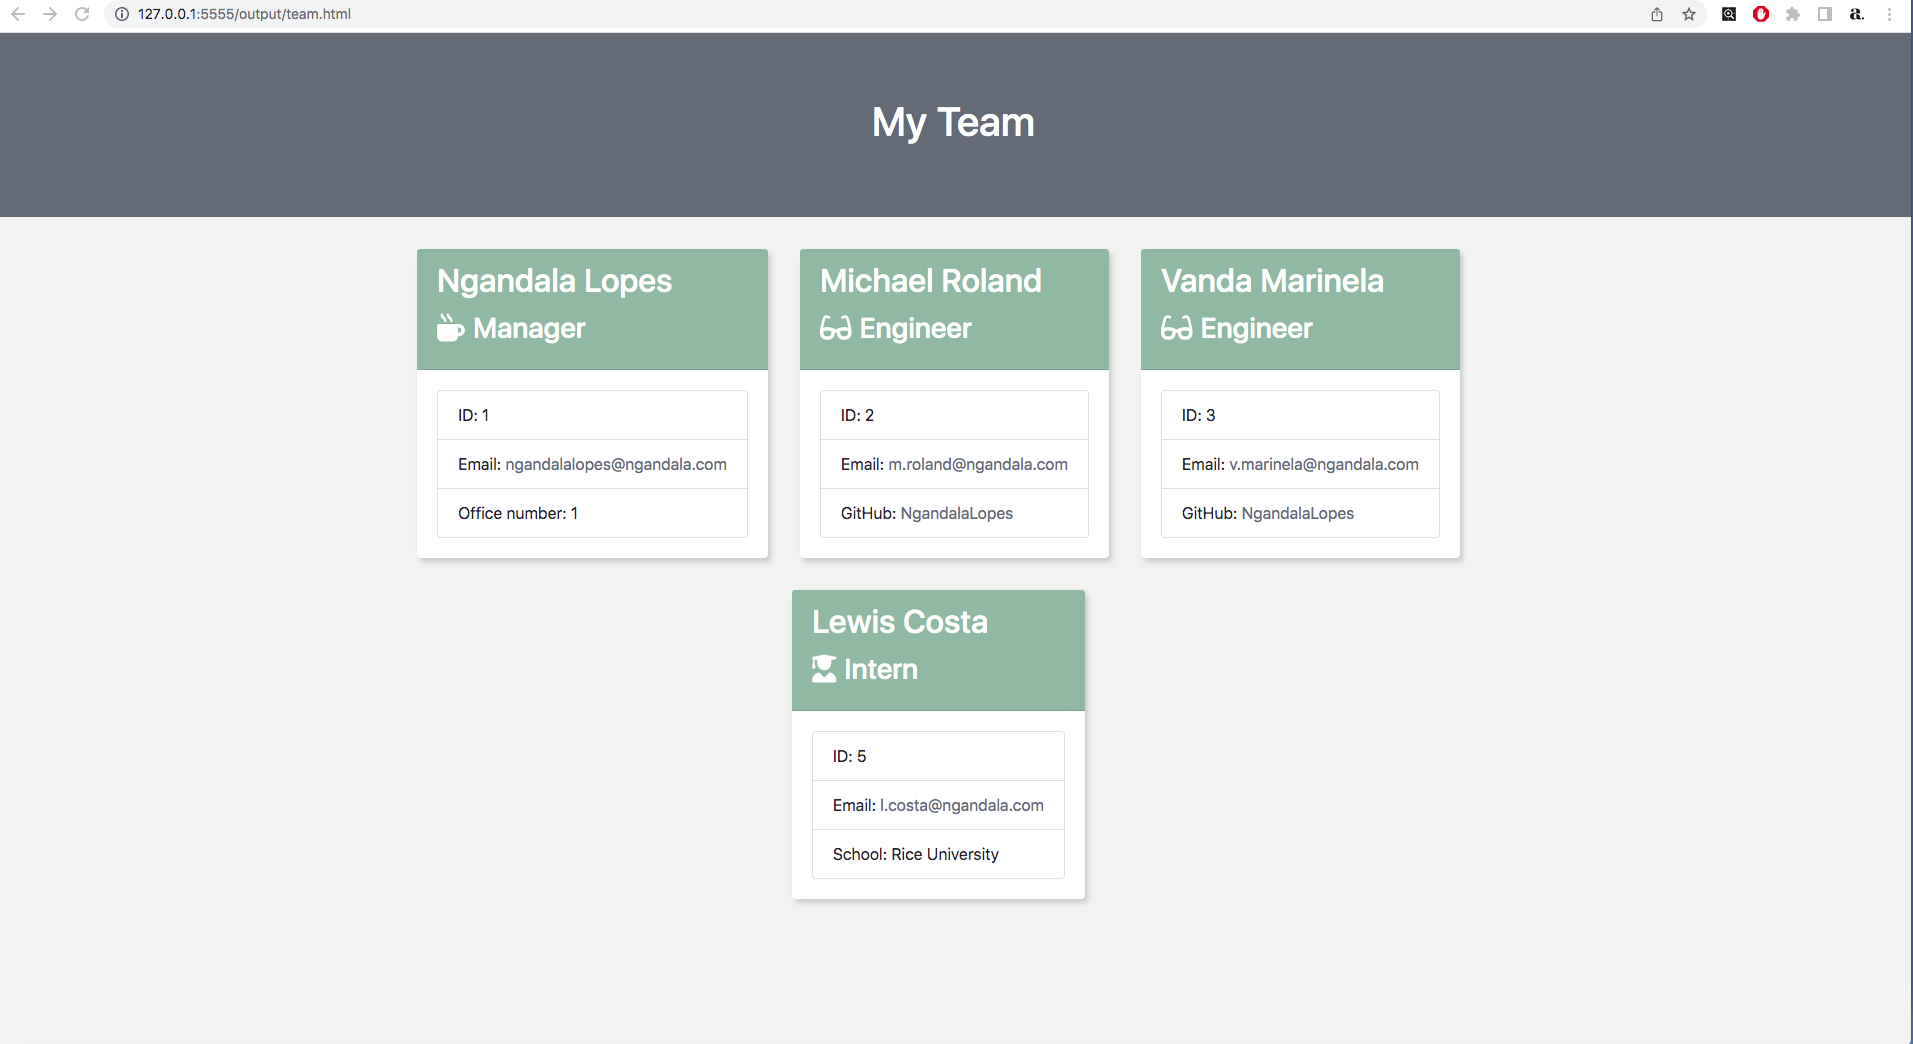 127.0.0.1:5555/output/team.html
a.
My Team
Ngandala Lopes
Manager
ID: 1
Email: ngandalalopes@ngandala.com
Office number: 1
Michael Roland
Engineer
ID: 2
Email: m.roland@ngandala.com
GitHub: NgandalaLopes
Vanda Marinela
Engineer
ID: 3
Email: v.marinela@ngandala.com
GitHub: NgandalaLopes
Lewis Costa
Intern
ID: 5
Email: l.costa@ngandala.com
School: Rice University